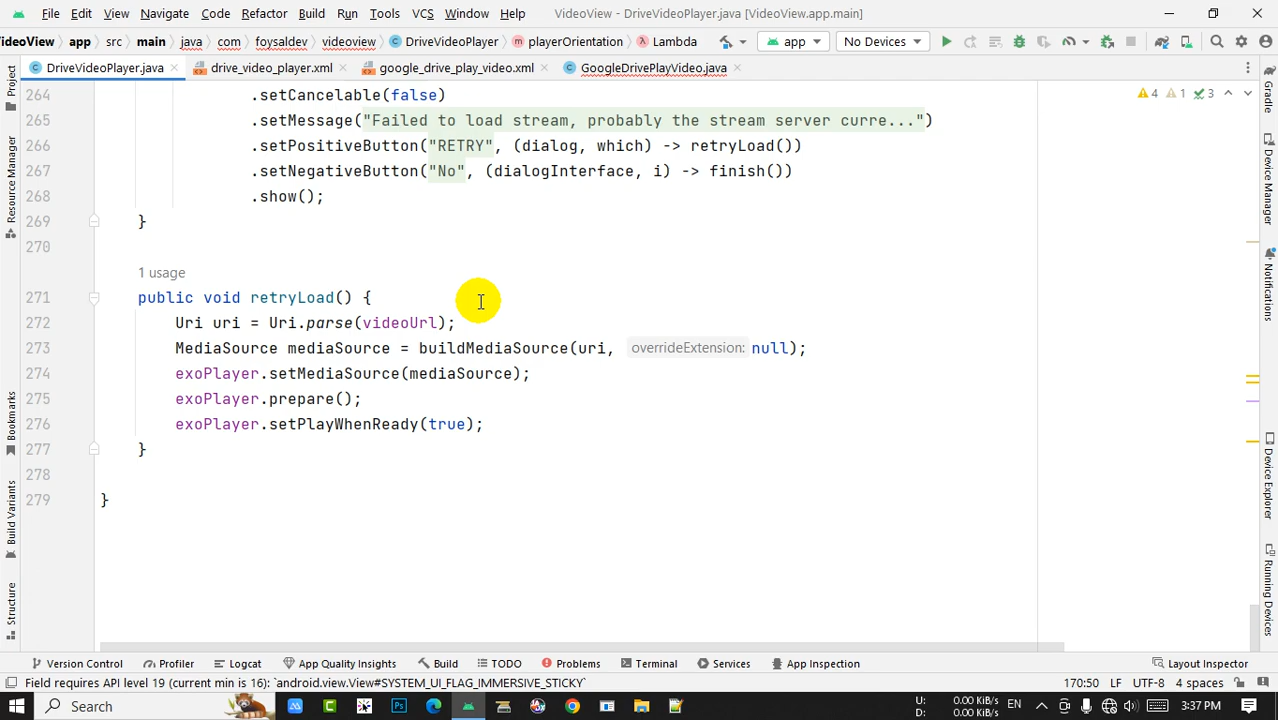 File Edit View Navigate Code Refactor Build Run Tools VCS Window Help VideoView - DriveVideoPlayer.java [VideoView.app.main]
VideoView app src main java com foysaldev videoview DriveVideoPlayer playerOrientation Lambda app No Devices
DriveVideoPlayer.java drive_video_player.xml google_drive_play_video.xml GoogleDrivePlayVideo.java
4 1 3
264 .setCancelable(false)
265 .setMessage("Failed to load stream, probably the stream server curre...")
266 .setPositiveButton("RETRY", (dialog, which) -> retryLoad())
267 .setNegativeButton("No", (dialogInterface, i) -> finish())
268 .show();
269 }
270
1 usage
271 public void retryLoad() {
272 Uri uri = Uri.parse(videoUrl);
273 MediaSource mediaSource = buildMediaSource(uri, overrideExtension: null);
274 exoPlayer.setMediaSource(mediaSource);
275 exoPlayer.prepare();
276 exoPlayer.setPlayWhenReady(true);
277 }
278
279 }
Project
Resource Manager
Bookmarks
Build Variants
Structure
Gradle
Device Manager
Notifications
Device Explorer
Running Devices
Version Control Profiler Logcat App Quality Insights Build TODO Problems Terminal Services App Inspection Layout Inspector
Field requires API level 19 (current min is 16): `android.view.View#SYSTEM_UI_FLAG_IMMERSIVE_STICKY` 170:50 LF UTF-8 4 spaces
Search U: 0.00 KiB/s EN 3:37 PM
D: 0.00 KiB/s